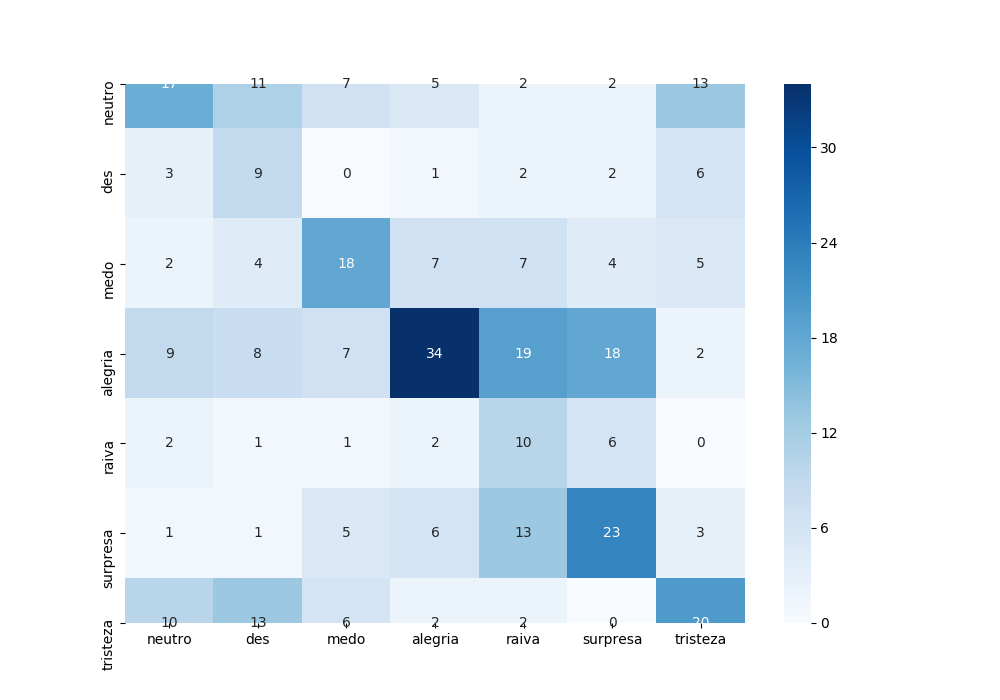 neutro 17 11 7 5 2 2 13
des 3 9 0 1 2 2 6
medo 2 4 18 7 7 4 5
alegria 9 8 7 34 19 18 2
raiva 2 1 1 2 10 6 0
surpresa 1 1 5 6 13 23 3
tristeza 10 13 6 2 2 0 20
neutro des medo alegria raiva surpresa tristeza
30
24
18
12
6
0